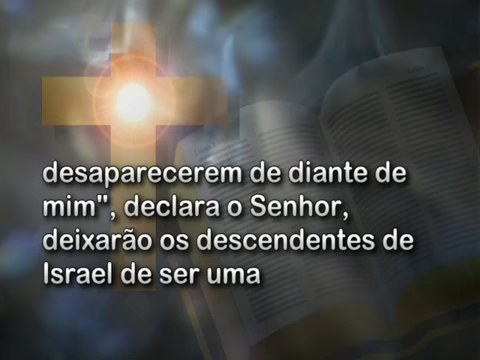 desaparecerem de diante de
mim", declara o Senhor,
deixarão os descendentes de
Israel de ser uma